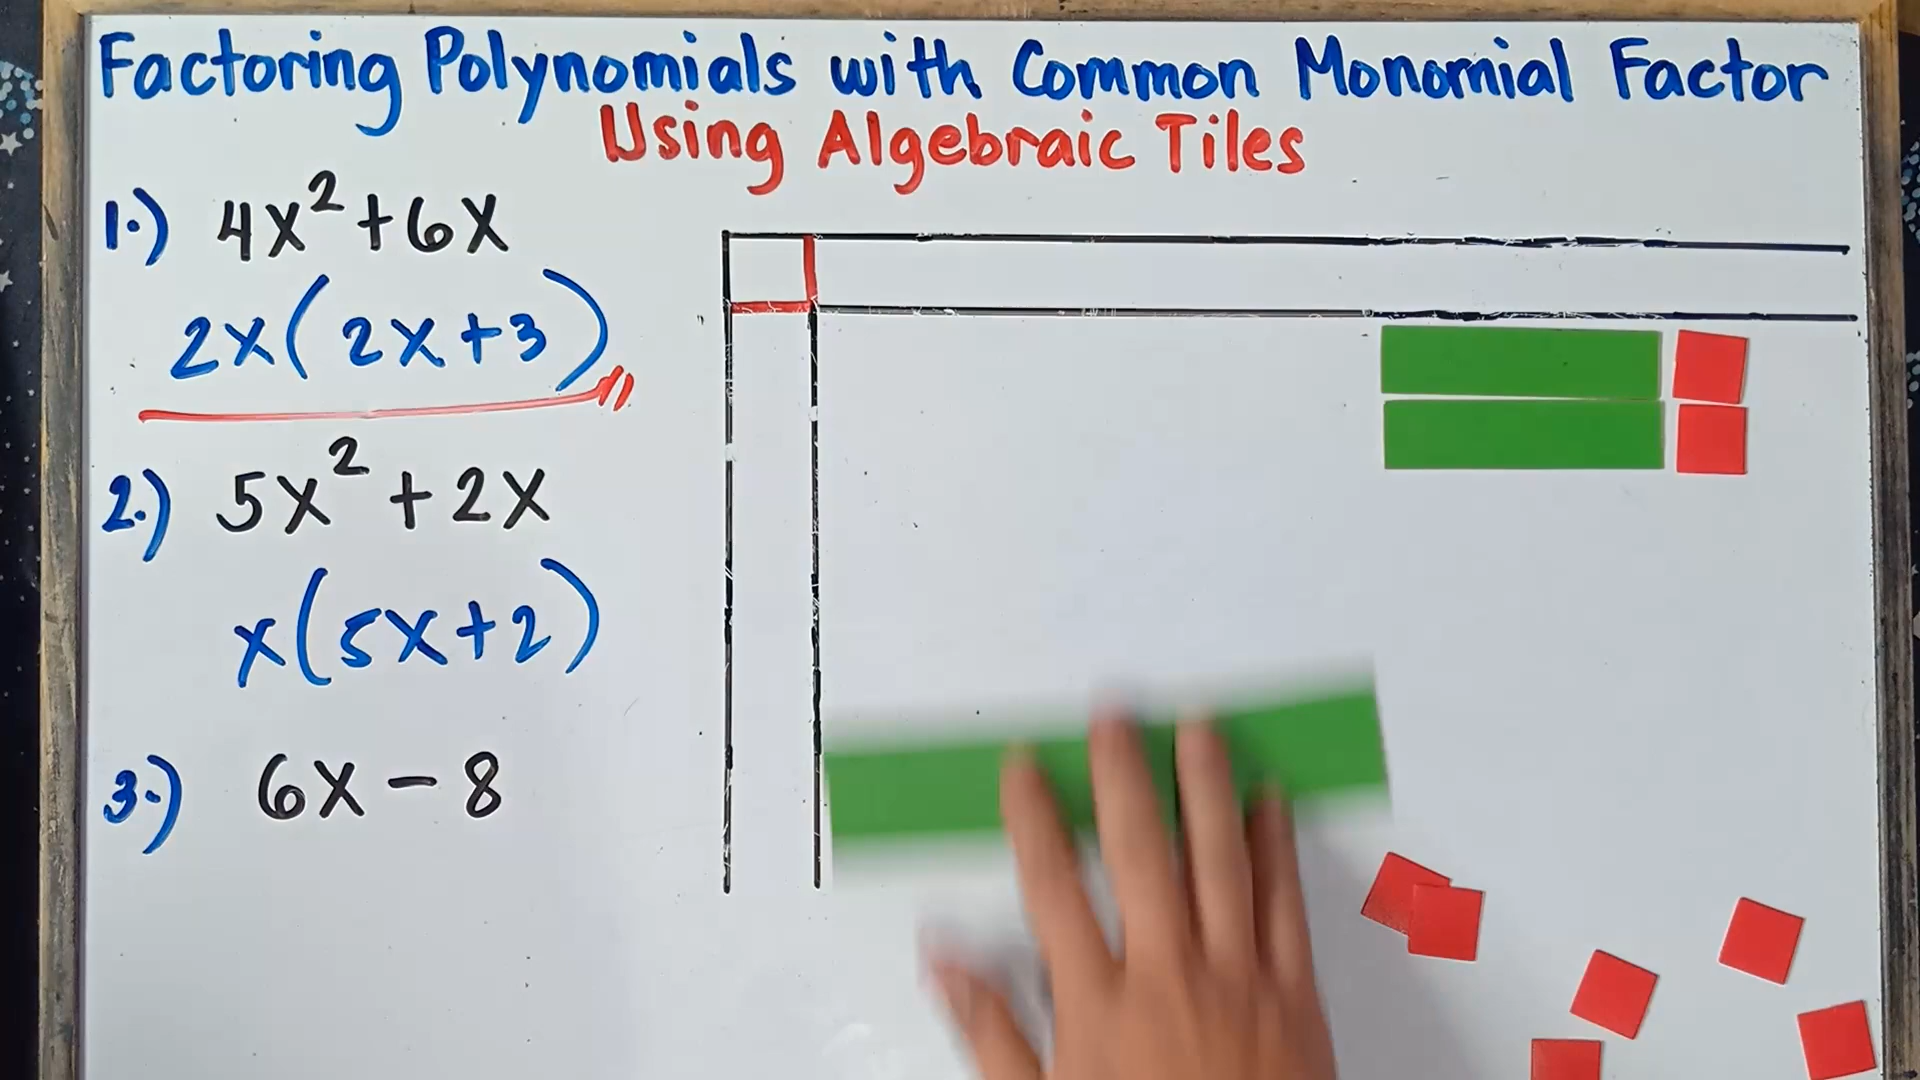 Factoring Polynomials with Common Monomial Factor
Using Algebraic Tiles
1.) 4x² + 6x
2x(2x+3)
2.) 5x² + 2x
x(5x+2)
3.) 6x - 8